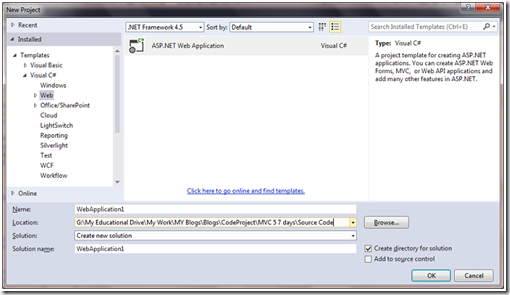 New Project
Recent
.NET Framework 4.5
Sort by:
Default
Search Installed Templates (Ctrl+E)
Installed
Templates
Visual Basic
Visual C#
Windows
Web
Office/SharePoint
Cloud
LightSwitch
Reporting
Silverlight
Test
WCF
Workflow
Online
ASP.NET Web Application
Visual C#
Click here to go online and find templates.
Type: Visual C#
A project template for creating ASP.NET
applications. You can create ASP.NET Web
Forms, MVC, or Web API applications and
add many other features in ASP.NET.
Name:
WebApplication1
Location:
G:\My Educational Drive\My Work\MY Blogs\Blogs\CodeProject\MVC 5 7 days\Source Code
Browse...
Solution:
Create new solution
Solution name:
WebApplication1
Create directory for solution
Add to source control
OK
Cancel